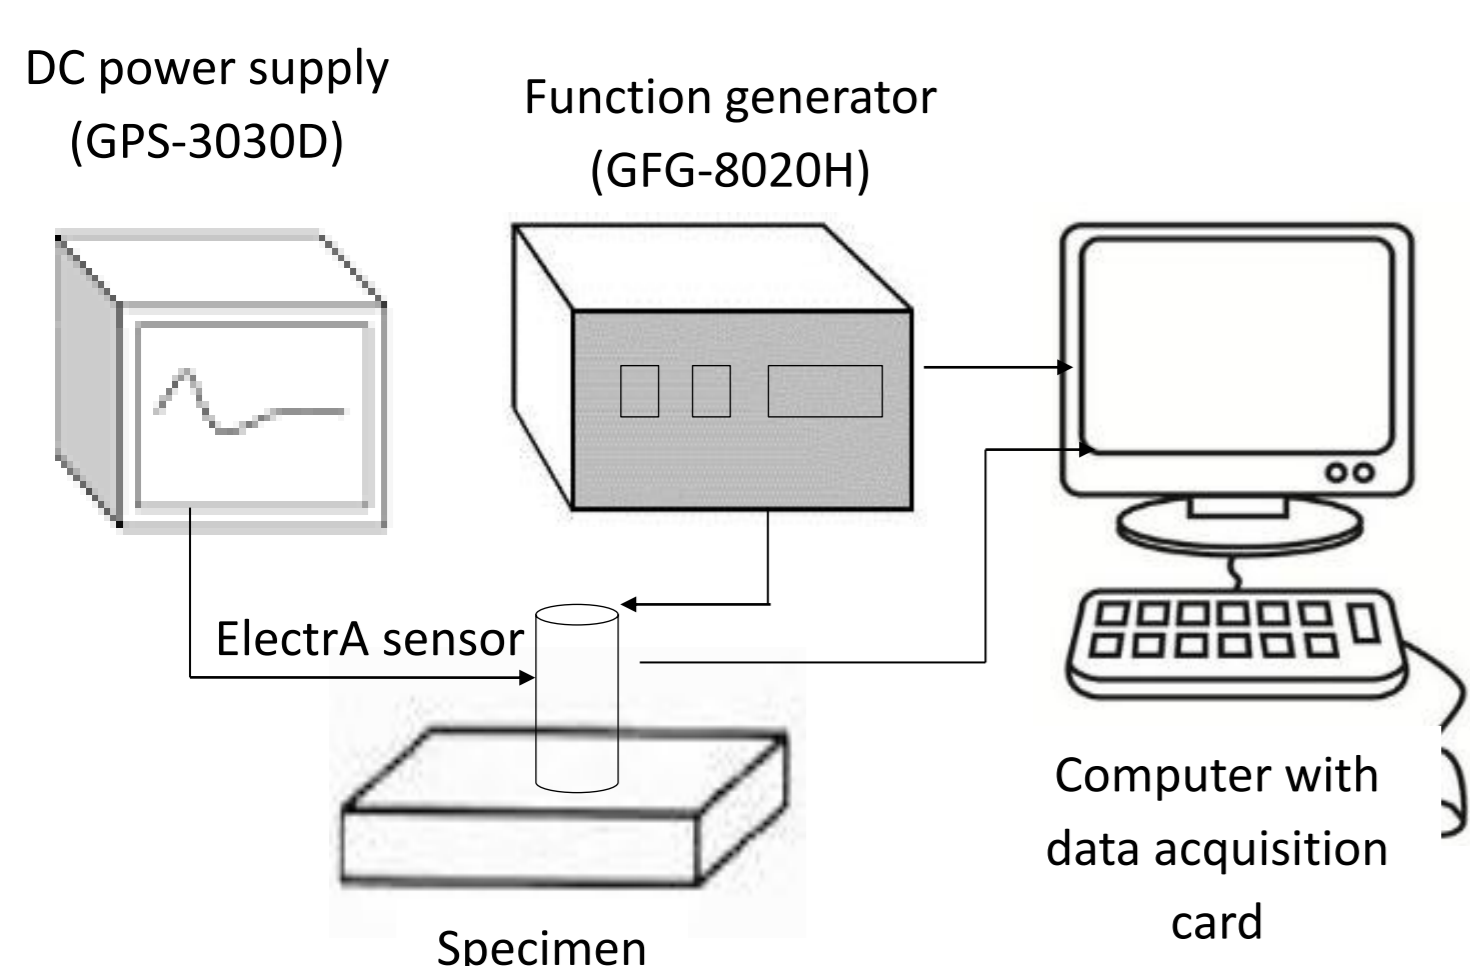 DC power supply
(GPS-3030D)
Function generator
(GFG-8020H)
ElectrA sensor
Computer with
data acquisition
card
Specimen